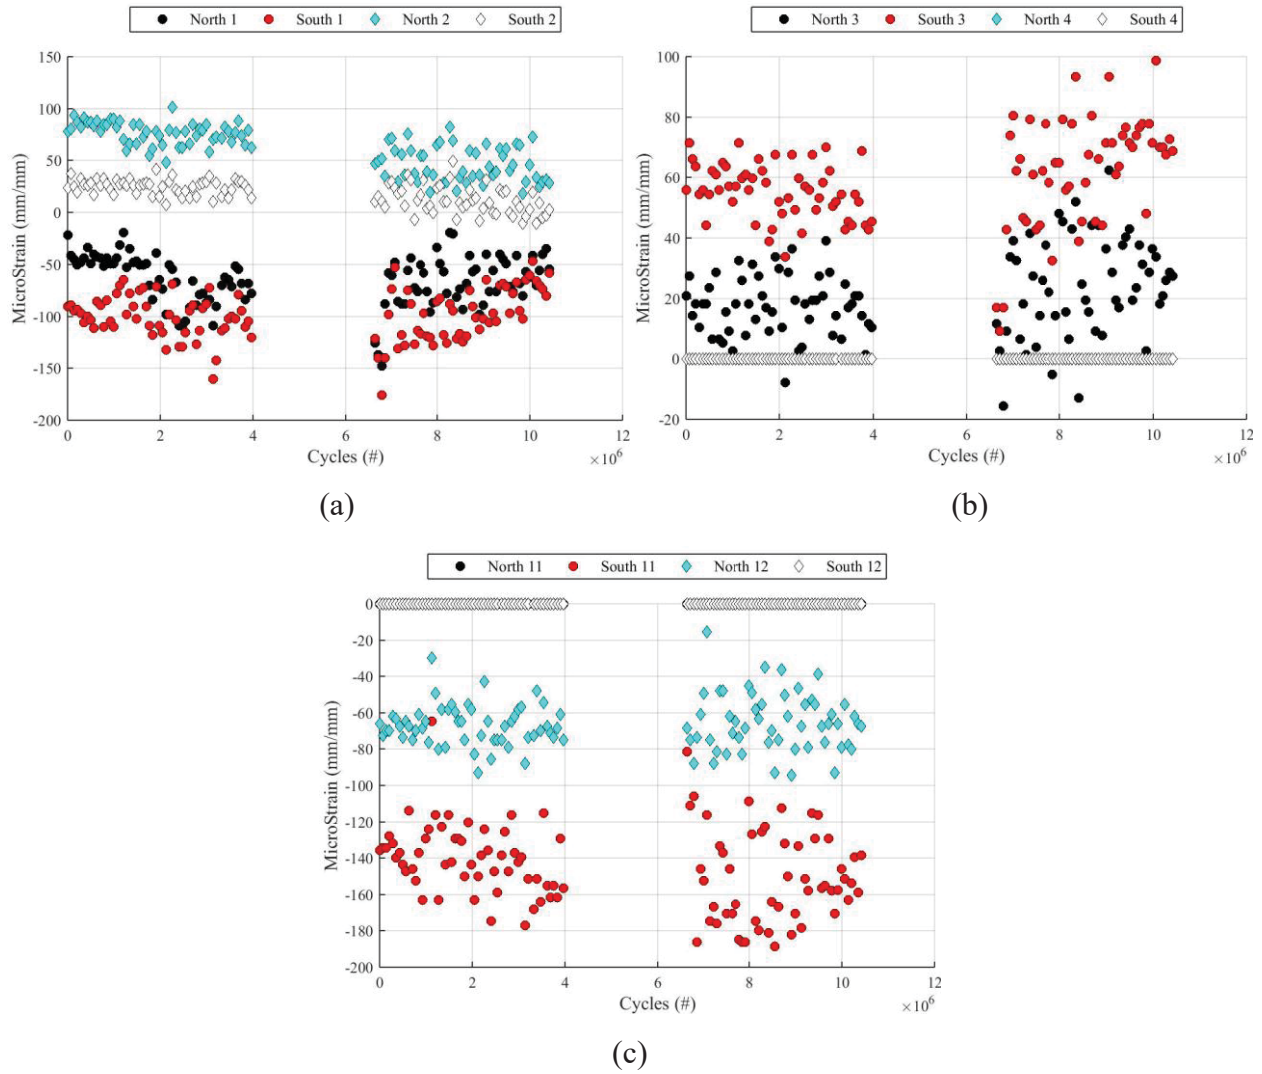 North 1 South 1 North 2 South 2
North 3 South 3 North 4 South 4
150
100
50
0
-50
-100
-150
-200
MicroStrain (mm/mm)
0 2 4 6 8 10 12
Cycles (#)
×10⁶
(a)
100
80
60
40
20
0
-20
MicroStrain (mm/mm)
0 2 4 6 8 10 12
Cycles (#)
×10⁶
(b)
North 11 South 11 North 12 South 12
0
-20
-40
-60
-80
-100
-120
-140
-160
-180
-200
MicroStrain (mm/mm)
0 2 4 6 8 10 12
Cycles (#)
×10⁶
(c)